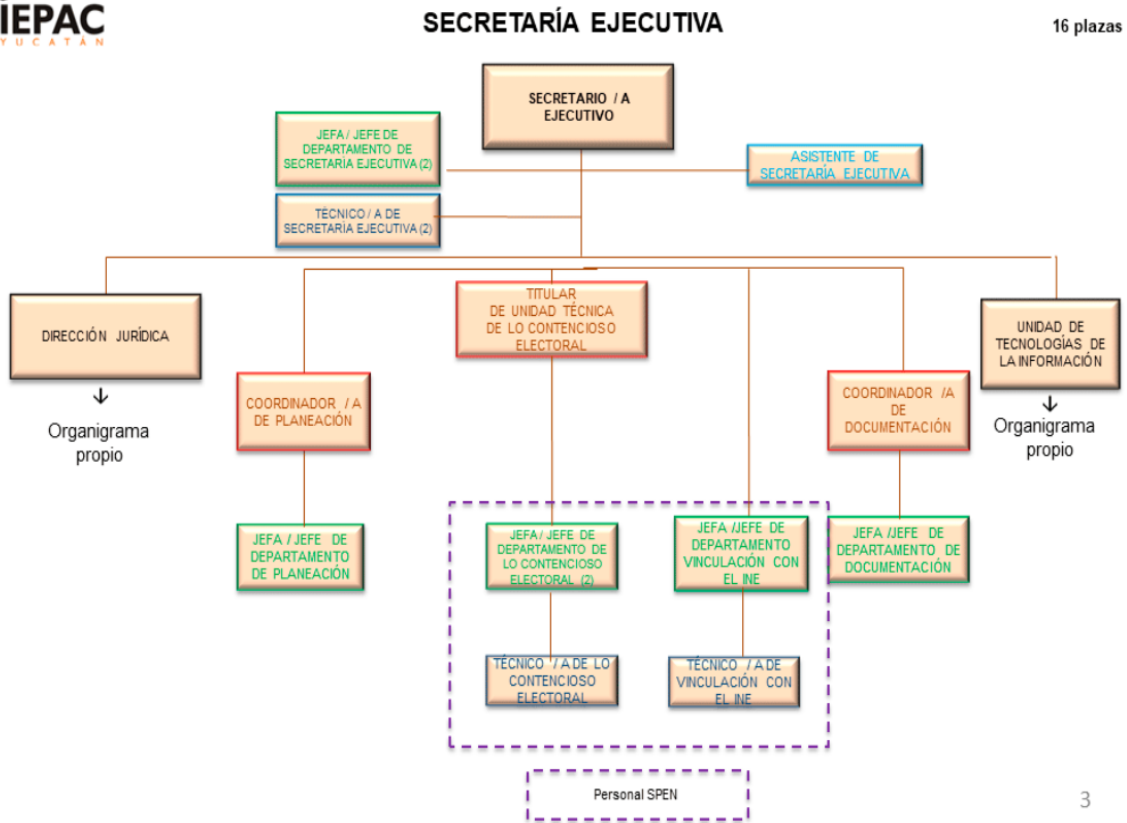 IEPAC
YUCATÁN
SECRETARÍA EJECUTIVA
16 plazas
SECRETARIO / A
EJECUTIVO
JEFA / JEFE DE
DEPARTAMENTO DE
SECRETARÍA EJECUTIVA (2)
ASISTENTE DE
SECRETARÍA EJECUTIVA
TÉCNICO / A DE
SECRETARÍA EJECUTIVA (2)
DIRECCIÓN JURÍDICA
Organigrama
propio
TITULAR
DE UNIDAD TÉCNICA
DE LO CONTENCIOSO
ELECTORAL
UNIDAD DE
TECNOLOGÍAS DE
LA INFORMACIÓN
Organigrama
propio
COORDINADOR / A
DE PLANEACIÓN
COORDINADOR /A
DE
DOCUMENTACIÓN
JEFA / JEFE DE
DEPARTAMENTO
DE PLANEACIÓN
JEFA / JEFE DE
DEPARTAMENTO DE
LO CONTENCIOSO
ELECTORAL (2)
JEFA /JEFE DE
DEPARTAMENTO
VINCULACIÓN CON
EL INE
JEFA /JEFE DE
DEPARTAMENTO DE
DOCUMENTACIÓN
TÉCNICO / A DE LO
CONTENCIOSO
ELECTORAL
TÉCNICO / A DE
VINCULACIÓN CON
EL INE
Personal SPEN
3